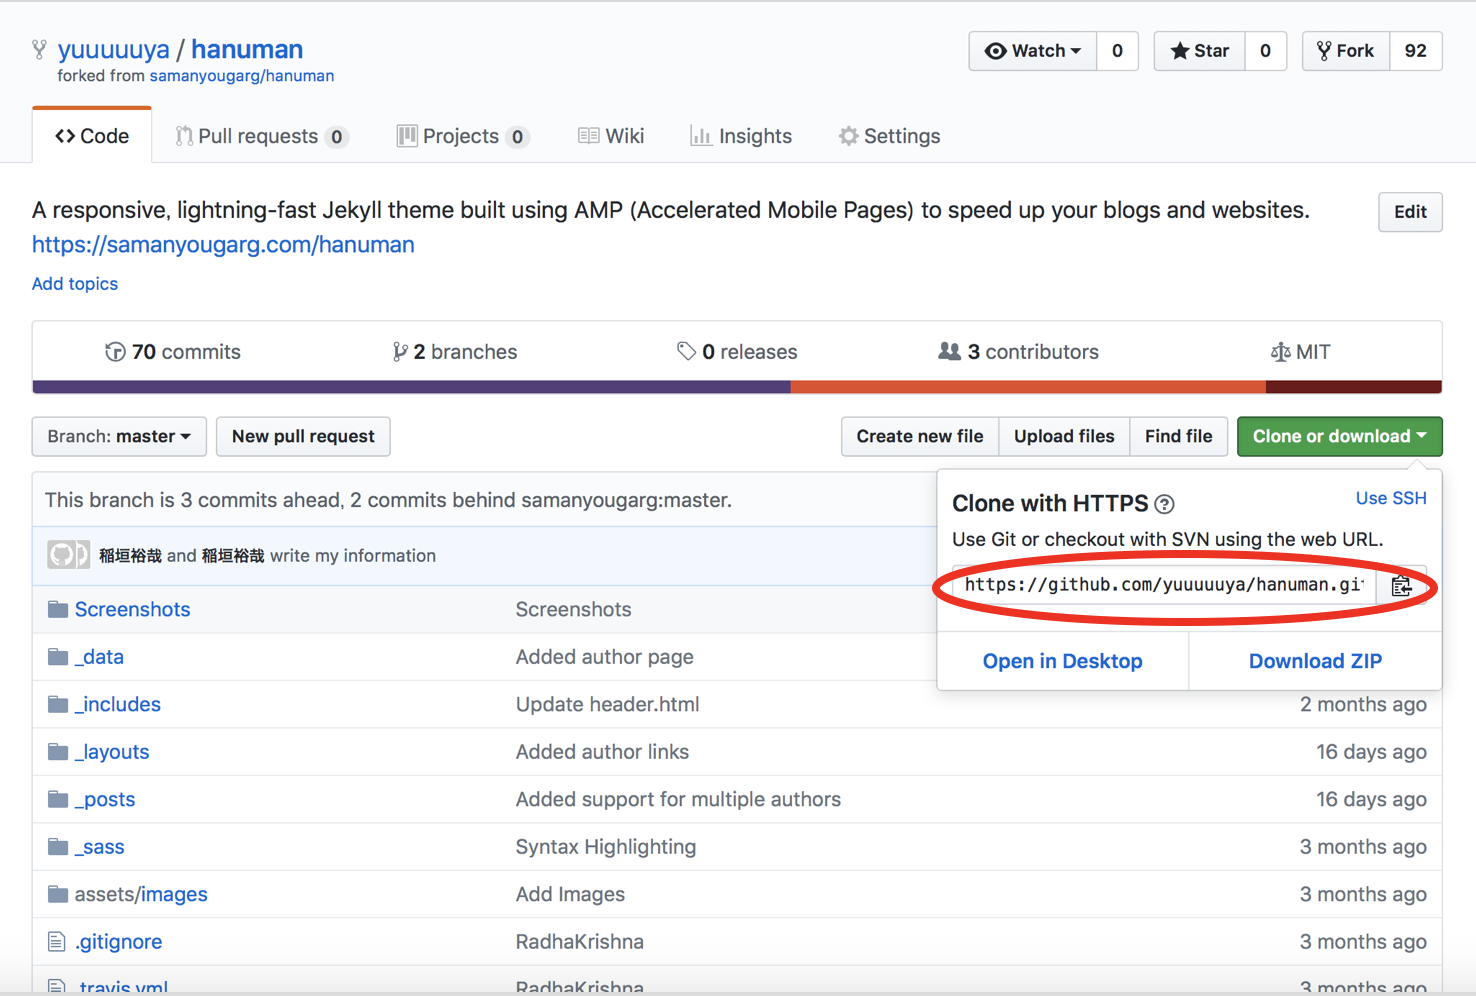 yuuuuuya / hanuman
forked from samanyougarg/hanuman
Watch 0 Star 0 Fork 92
Code Pull requests 0 Projects 0 Wiki Insights Settings
A responsive, lightning-fast Jekyll theme built using AMP (Accelerated Mobile Pages) to speed up your blogs and websites.
https://samanyougarg.com/hanuman
Edit
Add topics
70 commits 2 branches 0 releases 3 contributors MIT
Branch: master New pull request Create new file Upload files Find file Clone or download
This branch is 3 commits ahead, 2 commits behind samanyougarg:master.
稲垣裕哉 and 稲垣裕哉 write my information
Clone with HTTPS ? Use SSH
Use Git or checkout with SVN using the web URL.
https://github.com/yuuuuuya/hanuman.git
Open in Desktop Download ZIP
Screenshots Screenshots
_data Added author page
_includes Update header.html 2 months ago
_layouts Added author links 16 days ago
_posts Added support for multiple authors 16 days ago
_sass Syntax Highlighting 3 months ago
assets/images Add Images 3 months ago
.gitignore RadhaKrishna 3 months ago
.travis.yml RadhaKrishna 3 months ago